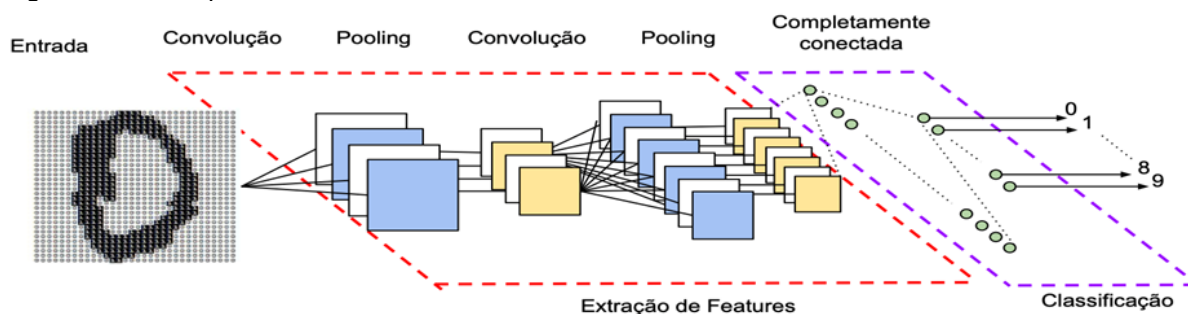 Entrada
Convolução
Pooling
Convolução
Pooling
Completamente
conectada
0
1
8
9
Extração de Features
Classificação